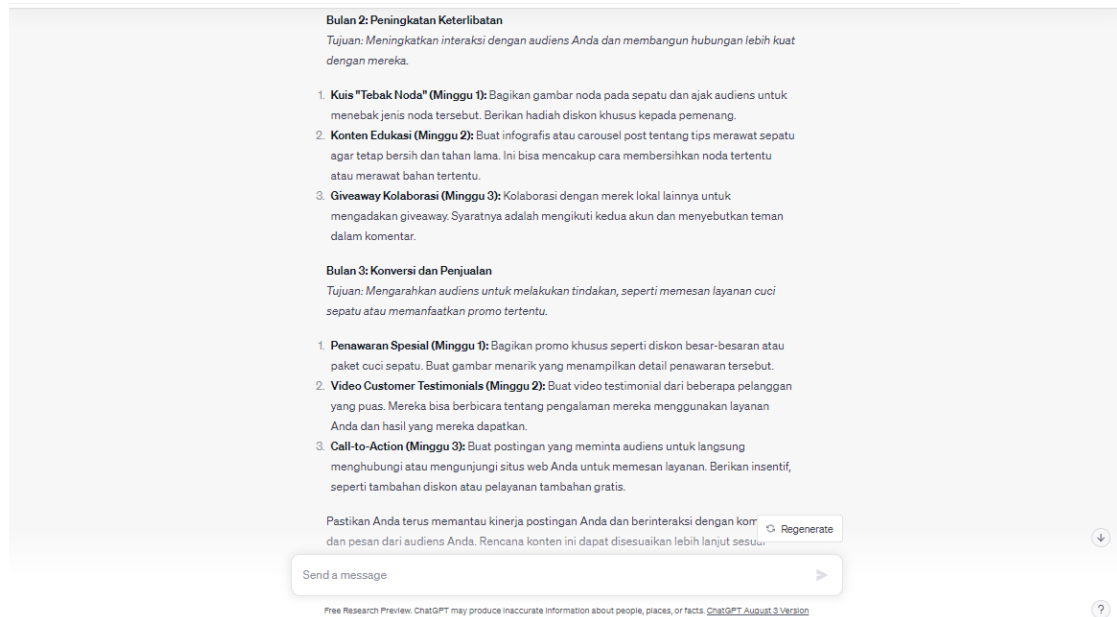 Bulan 2: Peningkatan Keterlibatan
Tujuan: Meningkatkan interaksi dengan audiens Anda dan membangun hubungan lebih kuat
dengan mereka.
1. Kuis "Tebak Noda" (Minggu 1): Bagikan gambar noda pada sepatu dan ajak audiens untuk
menebak jenis noda tersebut. Berikan hadiah diskon khusus kepada pemenang.
2. Konten Edukasi (Minggu 2): Buat infografis atau carousel post tentang tips merawat sepatu
agar tetap bersih dan tahan lama. Ini bisa mencakup cara membersihkan noda tertentu
atau merawat bahan tertentu.
3. Giveaway Kolaborasi (Minggu 3): Kolaborasi dengan merek lokal lainnya untuk
mengadakan giveaway. Syaratnya adalah mengikuti kedua akun dan menyebutkan teman
dalam komentar.
Bulan 3: Konversi dan Penjualan
Tujuan: Mengarahkan audiens untuk melakukan tindakan, seperti memesan layanan cuci
sepatu atau memanfaatkan promo tertentu.
1. Penawaran Spesial (Minggu 1): Bagikan promo khusus seperti diskon besar-besaran atau
paket cuci sepatu. Buat gambar menarik yang menampilkan detail penawaran tersebut.
2. Video Customer Testimonials (Minggu 2): Buat video testimonial dari beberapa pelanggan
yang puas. Mereka bisa berbicara tentang pengalaman mereka menggunakan layanan
Anda dan hasil yang mereka dapatkan.
3. Call-to-Action (Minggu 3): Buat postingan yang meminta audiens untuk langsung
menghubungi atau mengunjungi situs web Anda untuk memesan layanan. Berikan insentif,
seperti tambahan diskon atau pelayanan tambahan gratis.
Pastikan Anda terus memantau kinerja postingan Anda dan berinteraksi dengan kom
Regenerate
dan pesan dari audiens Anda. Rencana konten ini dapat disesuaikan lebih lanjut
Send a message
Free Research Preview. ChatGPT may produce inaccurate information about people, places, or facts. ChatGPT August 3 Version
?